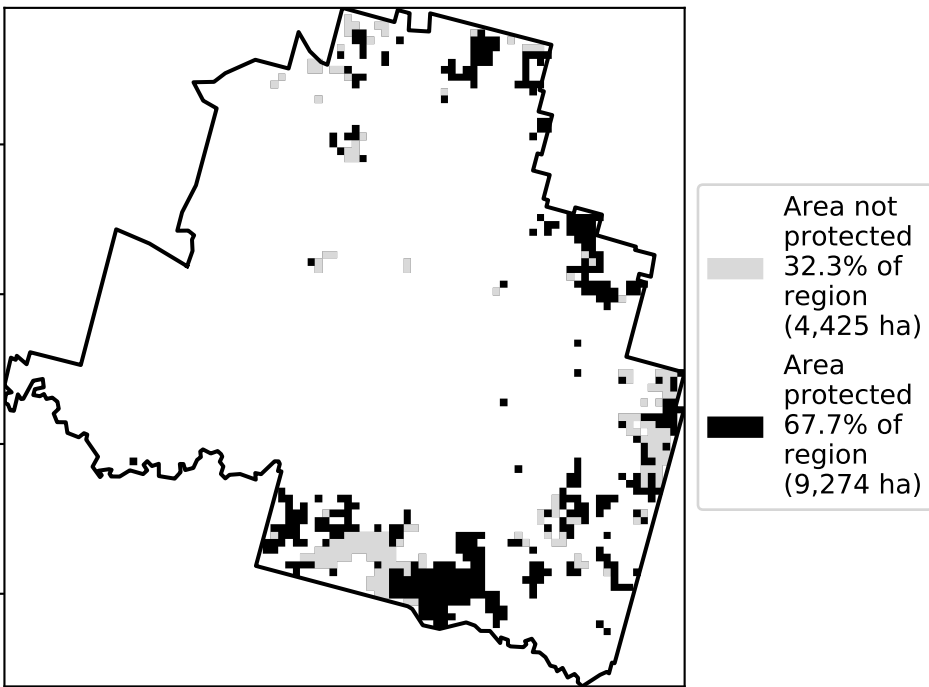 Area not
protected
32.3% of
region
(4,425 ha)
Area
protected
67.7% of
region
(9,274 ha)